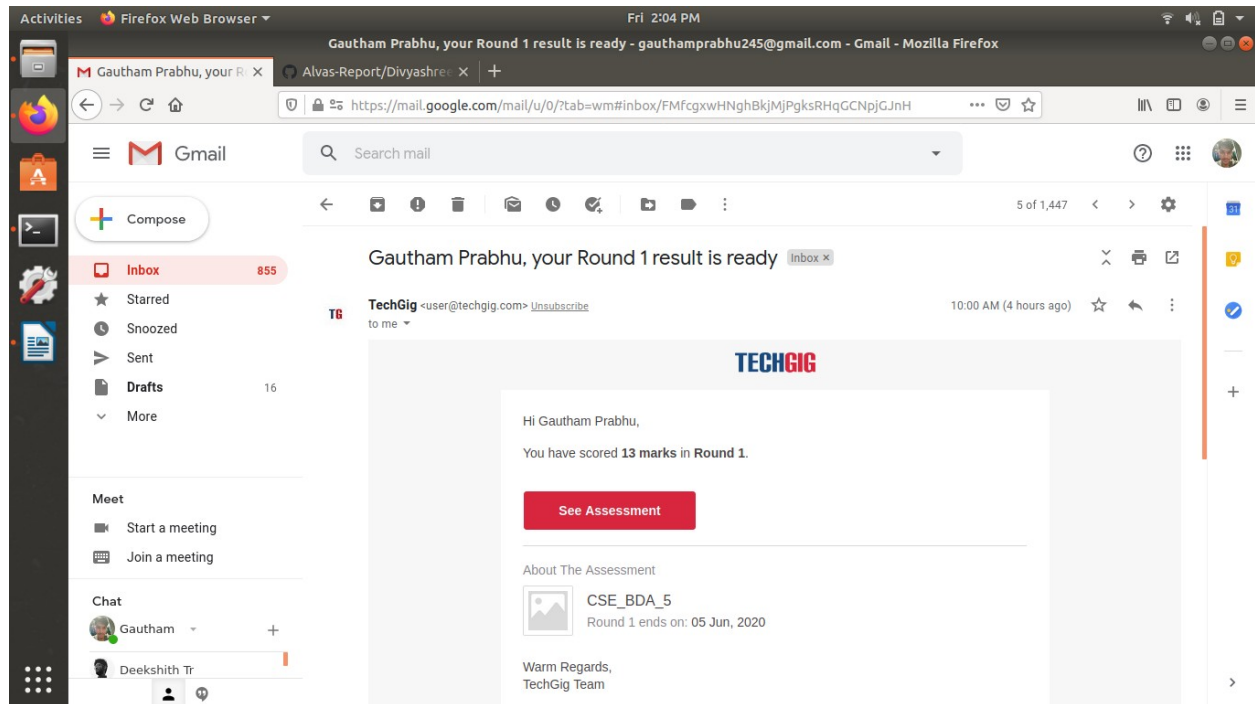 Activities Firefox Web Browser Fri 2:04 PM
Gautham Prabhu, your Round 1 result is ready - gauthamprabhu245@gmail.com - Gmail - Mozilla Firefox
Gautham Prabhu, your R Alvas-Report/Divyashree
https://mail.google.com/mail/u/0/?tab=wm#inbox/FMfcgxwHNghBkjMjPgksRHqGCNpjGJnH
Gmail
Search mail
Compose
5 of 1,447
31
Inbox 855
Starred
Snoozed
Sent
Drafts 16
More
Meet
Start a meeting
Join a meeting
Chat
Gautham
Deekshith Tr
Gautham Prabhu, your Round 1 result is ready Inbox ×
TG
TechGig <user@techgig.com> Unsubscribe 10:00 AM (4 hours ago)
to me
TECHGIG
Hi Gautham Prabhu,
You have scored 13 marks in Round 1.
See Assessment
About The Assessment
CSE_BDA_5
Round 1 ends on: 05 Jun, 2020
Warm Regards,
TechGig Team